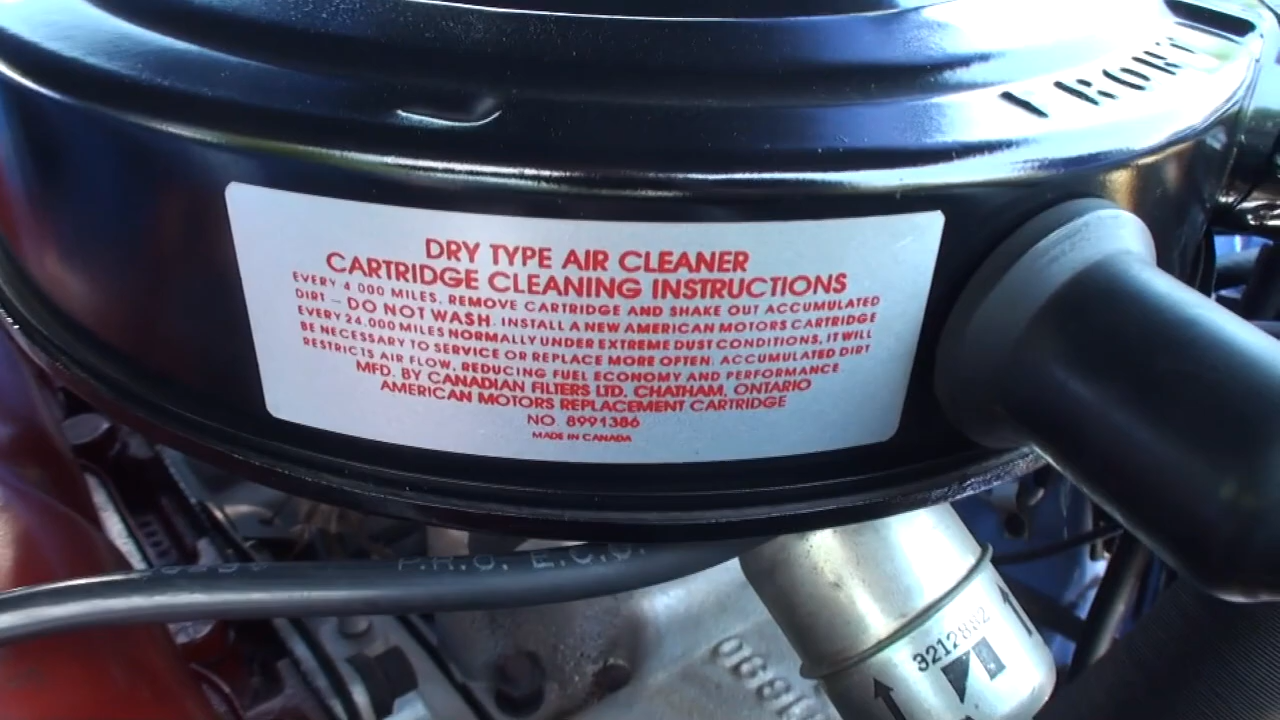 FRONT
DRY TYPE AIR CLEANER
CARTRIDGE CLEANING INSTRUCTIONS
EVERY 4 000 MILES, REMOVE CARTRIDGE AND SHAKE OUT ACCUMULATED
DIRT – DO NOT WASH. INSTALL A NEW AMERICAN MOTORS CARTRIDGE
EVERY 24,000 MILES NORMALLY UNDER EXTREME DUST CONDITIONS, IT WILL
BE NECESSARY TO SERVICE OR REPLACE MORE OFTEN. ACCUMULATED DIRT
RESTRICTS AIR FLOW, REDUCING FUEL ECONOMY AND PERFORMANCE.
MFD. BY CANADIAN FILTERS LTD. CHATHAM, ONTARIO
AMERICAN MOTORS REPLACEMENT CARTRIDGE
NO. 8991386
MADE IN CANADA
3212882